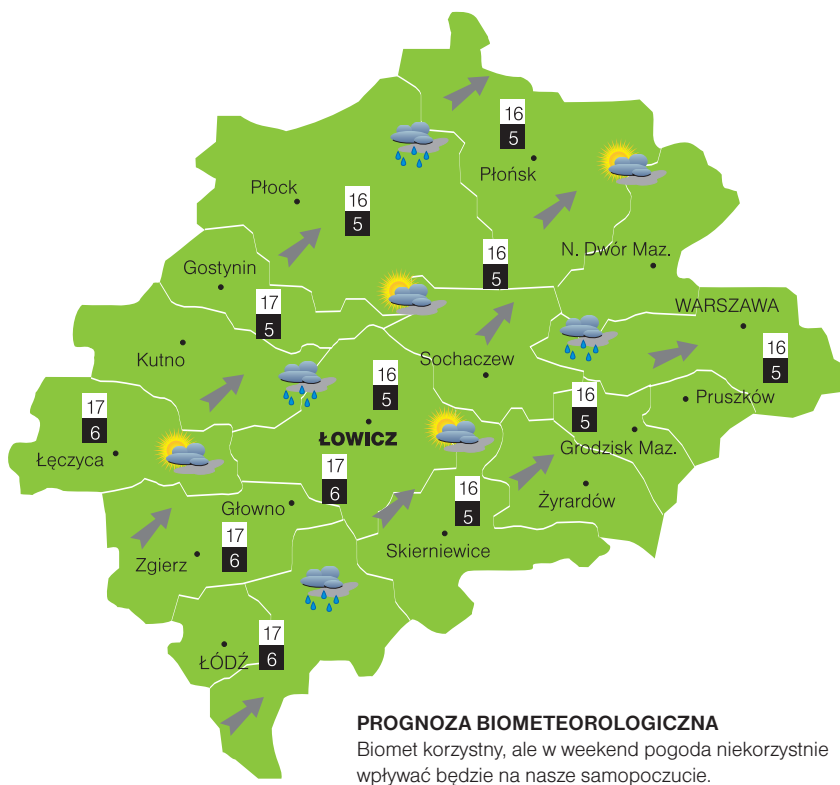 16
5
Płońsk
Płock
16
5
N. Dwór Maz.
16
5
Gostynin
17
5
WARSZAWA
Kutno
Sochaczew
16
5
16
5
Pruszków
16
5
17
6
ŁOWICZ
Grodzisk Maz.
Łęczyca
17
6
Żyrardów
Głowno
16
5
Skierniewice
17
6
Zgierz
17
6
ŁÓDŹ
PROGNOZA BIOMETEOROLOGICZNA
Biomet korzystny, ale w weekend pogoda niekorzystnie
wpływać będzie na nasze samopoczucie.